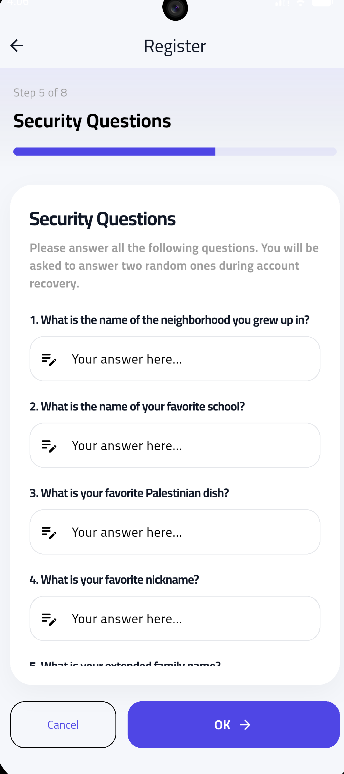 Register
Step 5 of 8
Security Questions
Security Questions
Please answer all the following questions. You will be
asked to answer two random ones during account
recovery.
1. What is the name of the neighborhood you grew up in?
Your answer here...
2. What is the name of your favorite school?
Your answer here...
3. What is your favorite Palestinian dish?
Your answer here...
4. What is your favorite nickname?
Your answer here...
5. What is your extended family name?
Cancel
OK